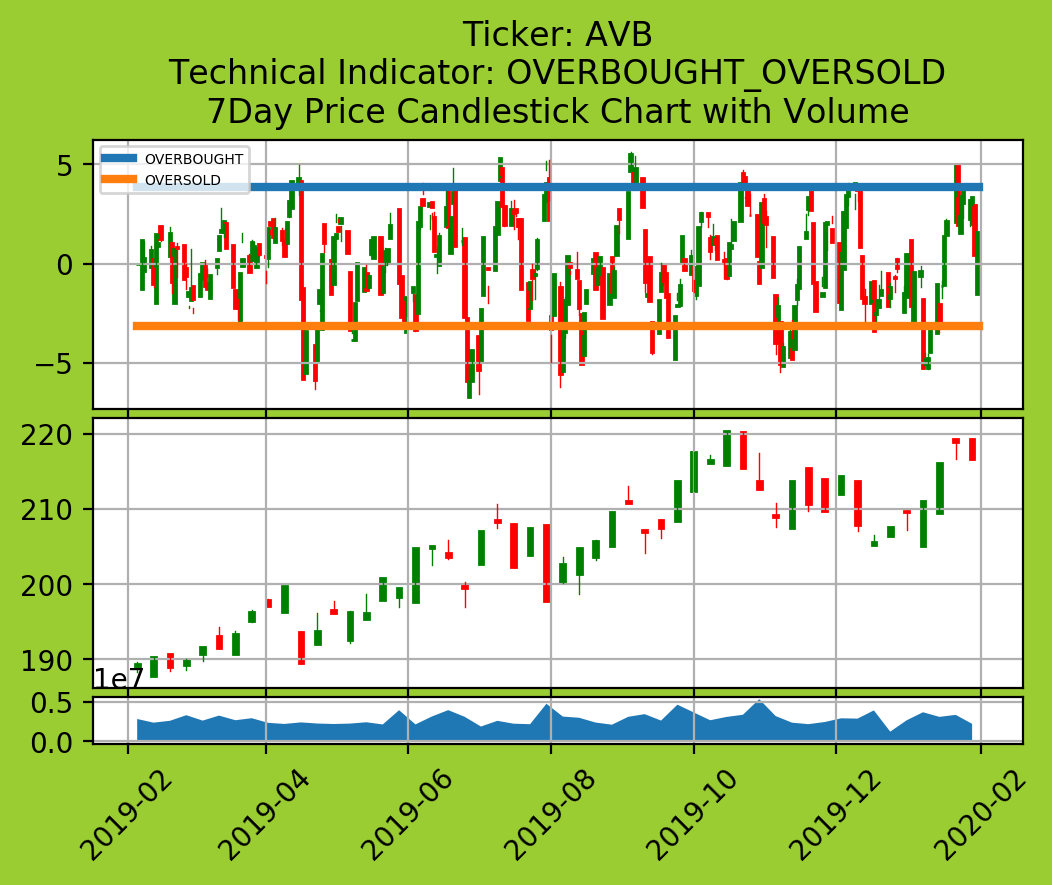 Ticker: AVB
Technical Indicator: OVERBOUGHT_OVERSOLD
7Day Price Candlestick Chart with Volume
OVERBOUGHT
OVERSOLD
5
0
−5
220
210
200
190
1e7
0.5
0.0
2019-02
2019-04
2019-06
2019-08
2019-10
2019-12
2020-02